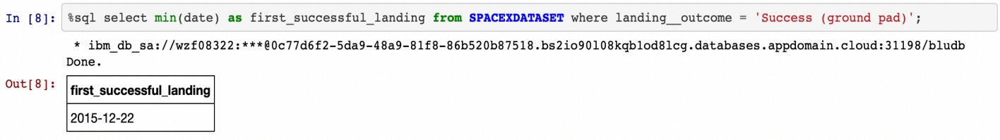 In [8]: %sql select min(date) as first_successful_landing from SPACEXDATASET where landing__outcome = 'Success (ground pad)';
* ibm_db_sa://wzf08322:***@0c77d6f2-5da9-48a9-81f8-86b520b87518.bs2io90l08kqb1od8lcg.databases.appdomain.cloud:31198/bludb
Done.
Out[8]: first_successful_landing
2015-12-22